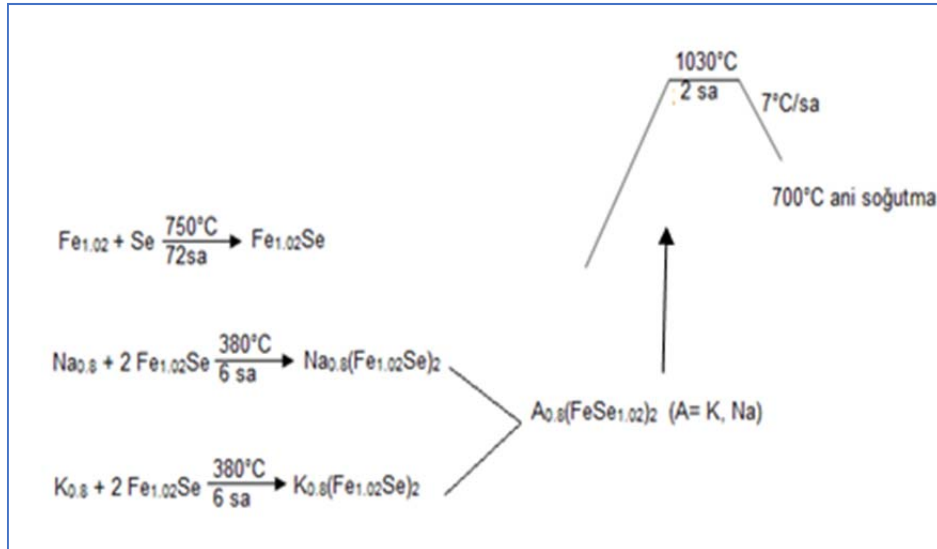 1030°C
2 sa
7°C/sa
700°C ani soğutma
Fe₁.₀₂ + Se 750°C 72sa Fe₁.₀₂Se
Na₀.₈ + 2 Fe₁.₀₂Se 380°C 6 sa Na₀.₈(Fe₁.₀₂Se)₂
A₀.₈(FeSe₁.₀₂)₂ (A= K, Na)
K₀.₈ + 2 Fe₁.₀₂Se 380°C 6 sa K₀.₈(Fe₁.₀₂Se)₂